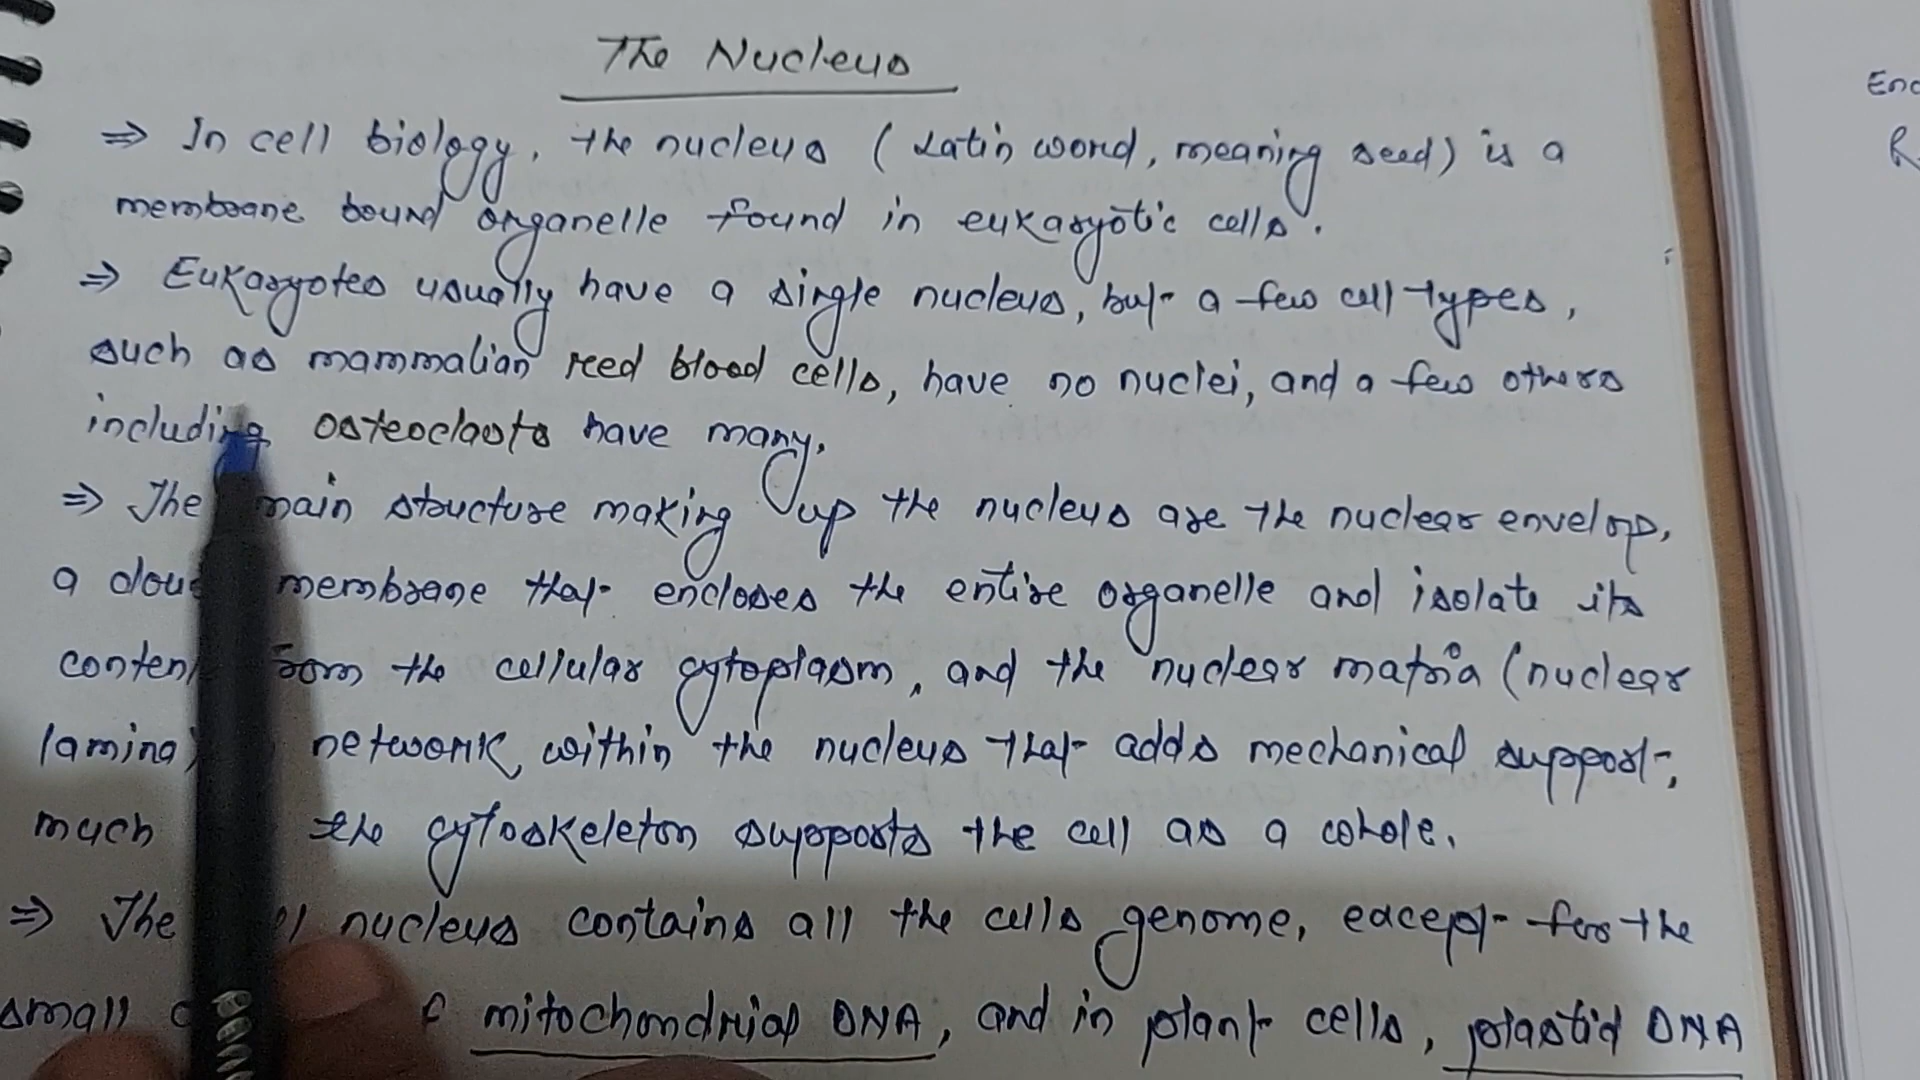 The Nucleus
⇒ In cell biology, the nucleus (Latin word, meaning seed) is a
membrane bound organelle found in eukaryotic cells.
⇒ Eukaryotes usually have a single nucleus, but a few cell types,
such as mammalian reed blood cells, have no nuclei, and a few others
including osteoclasts have many.
⇒ The main structure making up the nucleus are the nuclear envelop,
a membrane that encloses the entire organelle and isolate its
from the cellular cytoplasm, and the nuclear matrix (nuclear
lamina) network within the nucleus that adds mechanical support,
much the cytoskeleton supports the cell as a whole.
⇒ The nucleus contains all the cells genome, except for the
small mitochondrial DNA, and in plant cells, plastid DNA
R